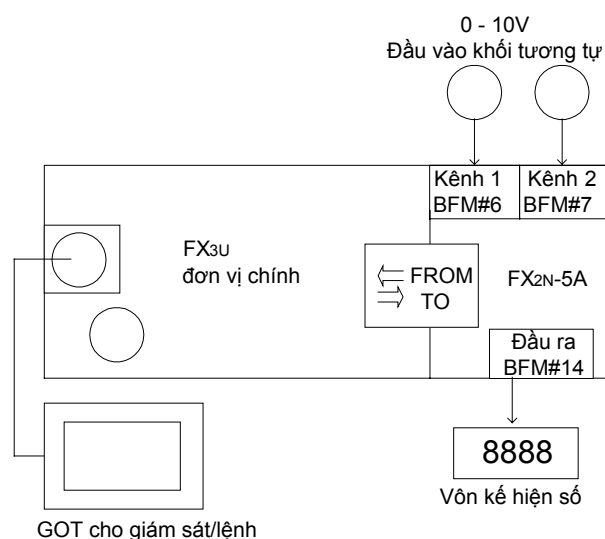 0 - 10V
Đầu vào khối tương tự
Kênh 1
BFM#6
Kênh 2
BFM#7
FX3U
đơn vị chính
FROM
TO
FX2N-5A
Đầu ra
BFM#14
8888
Vôn kế hiện số
GOT cho giám sát/lệnh